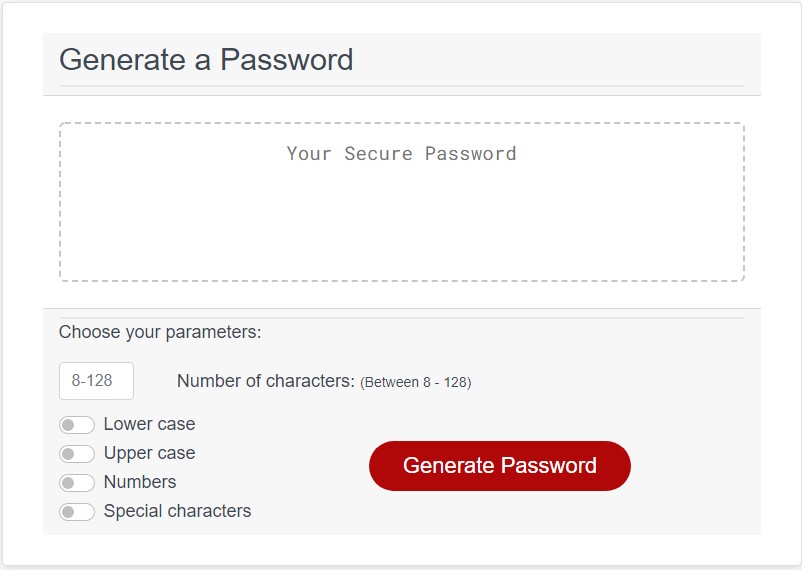 Generate a Password
Your Secure Password
Choose your parameters:
8-128
Number of characters: (Between 8 - 128)
Lower case
Upper case
Numbers
Special characters
Generate Password